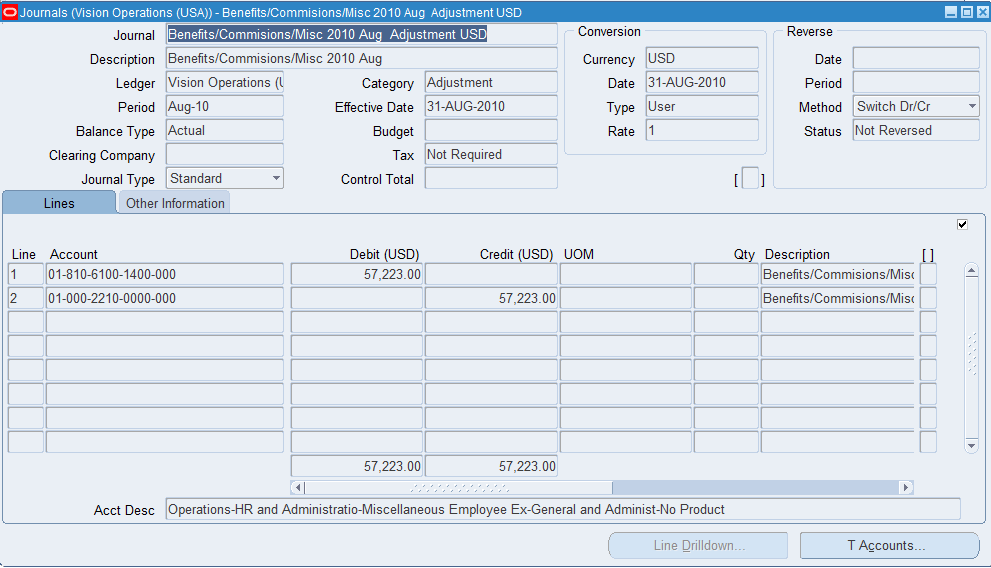 Journals (Vision Operations (USA)) - Benefits/Commisions/Misc 2010 Aug  Adjustment USD
Journal Benefits/Commisions/Misc 2010 Aug  Adjustment USD
Description Benefits/Commisions/Misc 2010 Aug
Ledger Vision Operations (U
Category Adjustment
Period Aug-10
Effective Date 31-AUG-2010
Balance Type Actual
Budget
Clearing Company
Tax Not Required
Journal Type Standard
Control Total
Conversion
Currency USD
Date 31-AUG-2010
Type User
Rate 1
Reverse
Date
Period
Method Switch Dr/Cr
Status Not Reversed
[ ]
Lines Other Information
Line Account Debit (USD) Credit (USD) UOM Qty Description [ ]
1 01-810-6100-1400-000 57,223.00 Benefits/Commisions/Misc
2 01-000-2210-0000-000 57,223.00 Benefits/Commisions/Misc
57,223.00 57,223.00
Acct Desc Operations-HR and Administratio-Miscellaneous Employee Ex-General and Administ-No Product
Line Drilldown... T Accounts...